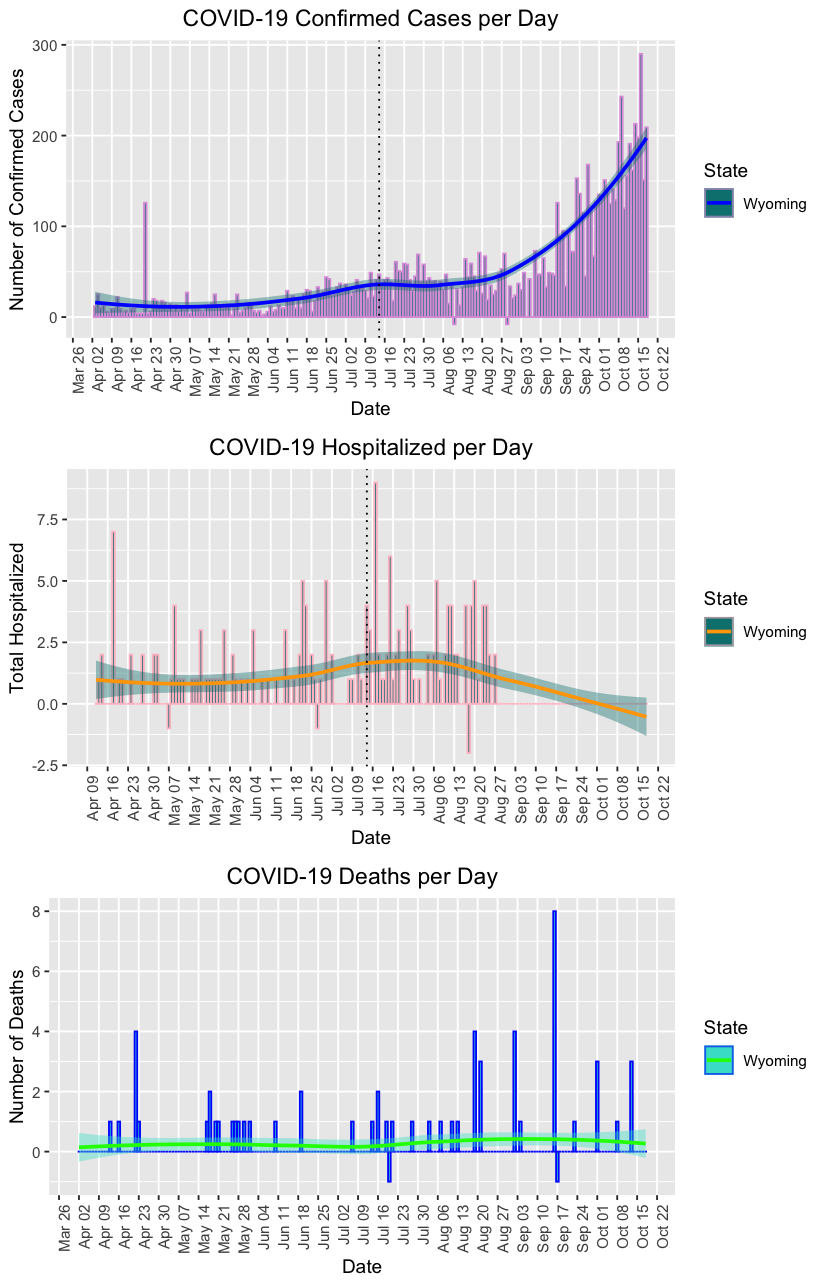 COVID-19 Confirmed Cases per Day
Number of Confirmed Cases
300
200
100
0
Mar 26
Apr 02
Apr 09
Apr 16
Apr 23
Apr 30
May 07
May 14
May 21
May 28
Jun 04
Jun 11
Jun 18
Jun 25
Jul 02
Jul 09
Jul 16
Jul 23
Jul 30
Aug 06
Aug 13
Aug 20
Aug 27
Sep 03
Sep 10
Sep 17
Sep 24
Oct 01
Oct 08
Oct 15
Oct 22
Date
State
Wyoming
COVID-19 Hospitalized per Day
Total Hospitalized
7.5
5.0
2.5
0.0
-2.5
Apr 09
Apr 16
Apr 23
Apr 30
May 07
May 14
May 21
May 28
Jun 04
Jun 11
Jun 18
Jun 25
Jul 02
Jul 09
Jul 16
Jul 23
Jul 30
Aug 06
Aug 13
Aug 20
Aug 27
Sep 03
Sep 10
Sep 17
Sep 24
Oct 01
Oct 08
Oct 15
Oct 22
Date
State
Wyoming
COVID-19 Deaths per Day
Number of Deaths
8
6
4
2
0
Mar 26
Apr 02
Apr 09
Apr 16
Apr 23
Apr 30
May 07
May 14
May 21
May 28
Jun 04
Jun 11
Jun 18
Jun 25
Jul 02
Jul 09
Jul 16
Jul 23
Jul 30
Aug 06
Aug 13
Aug 20
Aug 27
Sep 03
Sep 10
Sep 17
Sep 24
Oct 01
Oct 08
Oct 15
Oct 22
Date
State
Wyoming